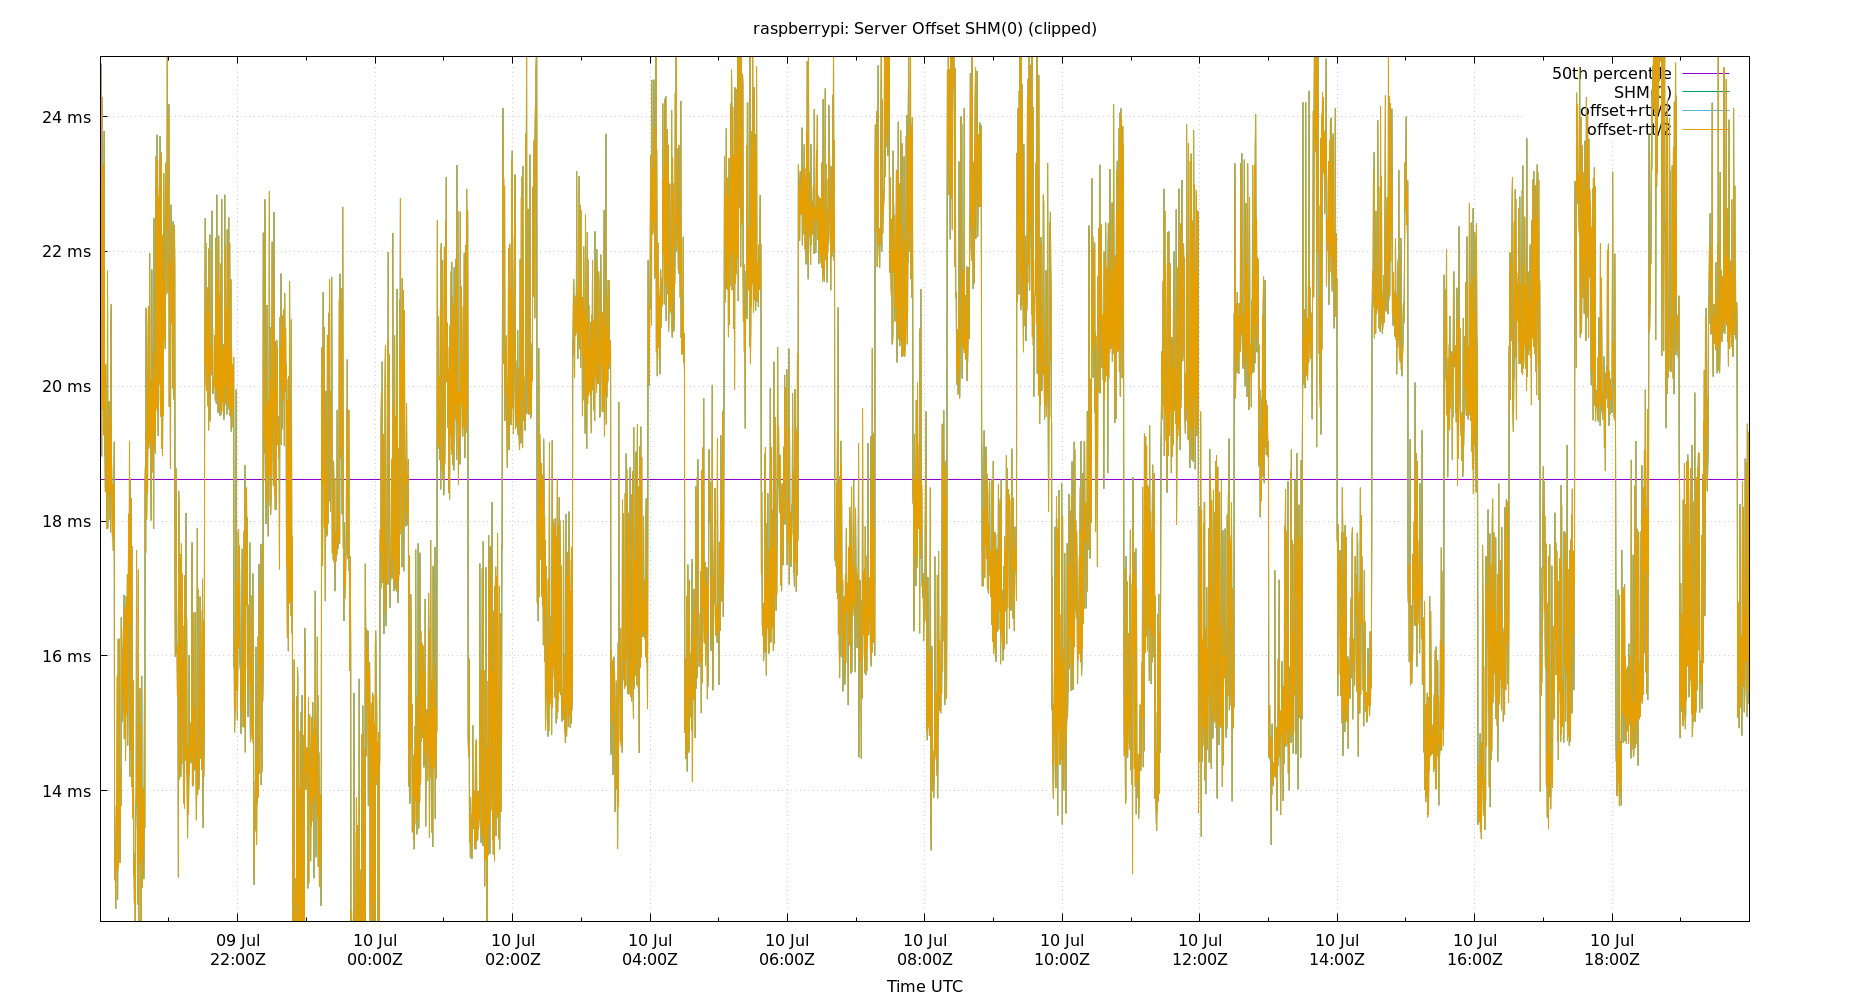 raspberrypi: Server Offset SHM(0) (clipped)
50th percentile
SHM(0)
offset+rtt/2
offset-rtt/2
24 ms
22 ms
20 ms
18 ms
16 ms
14 ms
09 Jul 10 Jul 10 Jul 10 Jul 10 Jul 10 Jul 10 Jul 10 Jul 10 Jul 10 Jul 10 Jul
22:00Z 00:00Z 02:00Z 04:00Z 06:00Z 08:00Z 10:00Z 12:00Z 14:00Z 16:00Z 18:00Z
Time UTC